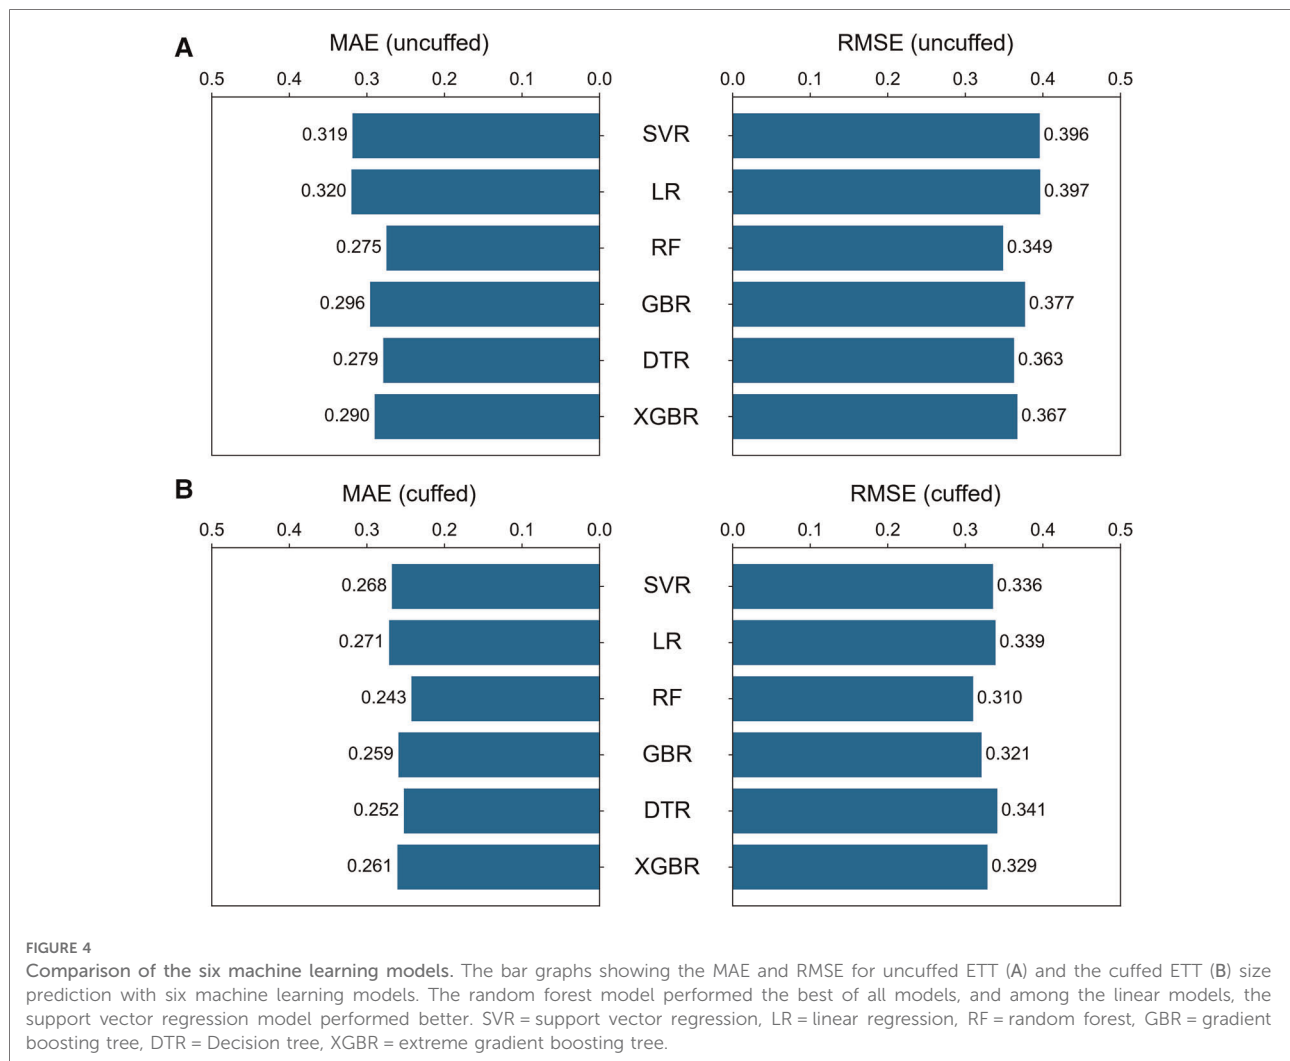 A
MAE (uncuffed)
RMSE (uncuffed)
0.5 0.4 0.3 0.2 0.1 0.0
0.0 0.1 0.2 0.3 0.4 0.5
0.319 SVR 0.396
0.320 LR 0.397
0.275 RF 0.349
0.296 GBR 0.377
0.279 DTR 0.363
0.290 XGBR 0.367
B
MAE (cuffed)
RMSE (cuffed)
0.5 0.4 0.3 0.2 0.1 0.0
0.0 0.1 0.2 0.3 0.4 0.5
0.268 SVR 0.336
0.271 LR 0.339
0.243 RF 0.310
0.259 GBR 0.321
0.252 DTR 0.341
0.261 XGBR 0.329
FIGURE 4
Comparison of the six machine learning models. The bar graphs showing the MAE and RMSE for uncuffed ETT (A) and the cuffed ETT (B) size
prediction with six machine learning models. The random forest model performed the best of all models, and among the linear models, the
support vector regression model performed better. SVR = support vector regression, LR = linear regression, RF = random forest, GBR = gradient
boosting tree, DTR = Decision tree, XGBR = extreme gradient boosting tree.